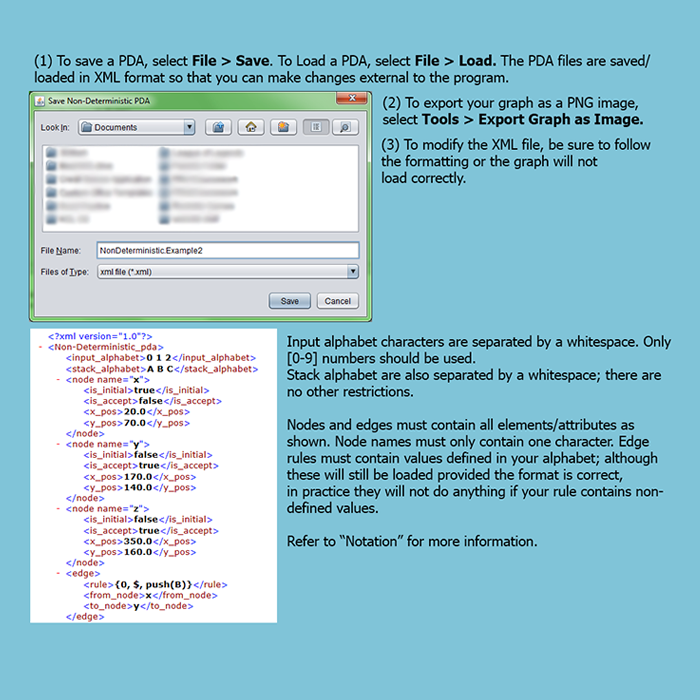 (1) To save a PDA, select File > Save. To Load a PDA, select File > Load. The PDA files are saved/
loaded in XML format so that you can make changes external to the program.
Save Non-Deterministic PDA
Look In:
Documents
(2) To export your graph as a PNG image,
select Tools > Export Graph as Image.
(3) To modify the XML file, be sure to follow
the formatting or the graph will not
load correctly.
File Name:
NonDeterministic.Example2
Files of Type:
xml file (*.xml)
Save
Cancel
<?xml version="1.0"?>
- <Non-Deterministic_pda>
<input_alphabet>0 1 2</input_alphabet>
<stack_alphabet>A B C</stack_alphabet>
- <node name="x">
<is_initial>true</is_initial>
<is_accept>false</is_accept>
<x_pos>20.0</x_pos>
<y_pos>70.0</y_pos>
</node>
- <node name="y">
<is_initial>false</is_initial>
<is_accept>true</is_accept>
<x_pos>170.0</x_pos>
<y_pos>140.0</y_pos>
</node>
- <node name="z">
<is_initial>false</is_initial>
<is_accept>true</is_accept>
<x_pos>350.0</x_pos>
<y_pos>160.0</y_pos>
</node>
- <edge>
<rule>{0, $, push(B)}</rule>
<from_node>x</from_node>
<to_node>y</to_node>
</edge>
Input alphabet characters are separated by a whitespace. Only
[0-9] numbers should be used.
Stack alphabet are also separated by a whitespace; there are
no other restrictions.
Nodes and edges must contain all elements/attributes as
shown. Node names must only contain one character. Edge
rules must contain values defined in your alphabet; although
these will still be loaded provided the format is correct,
in practice they will not do anything if your rule contains non-
defined values.
Refer to “Notation” for more information.